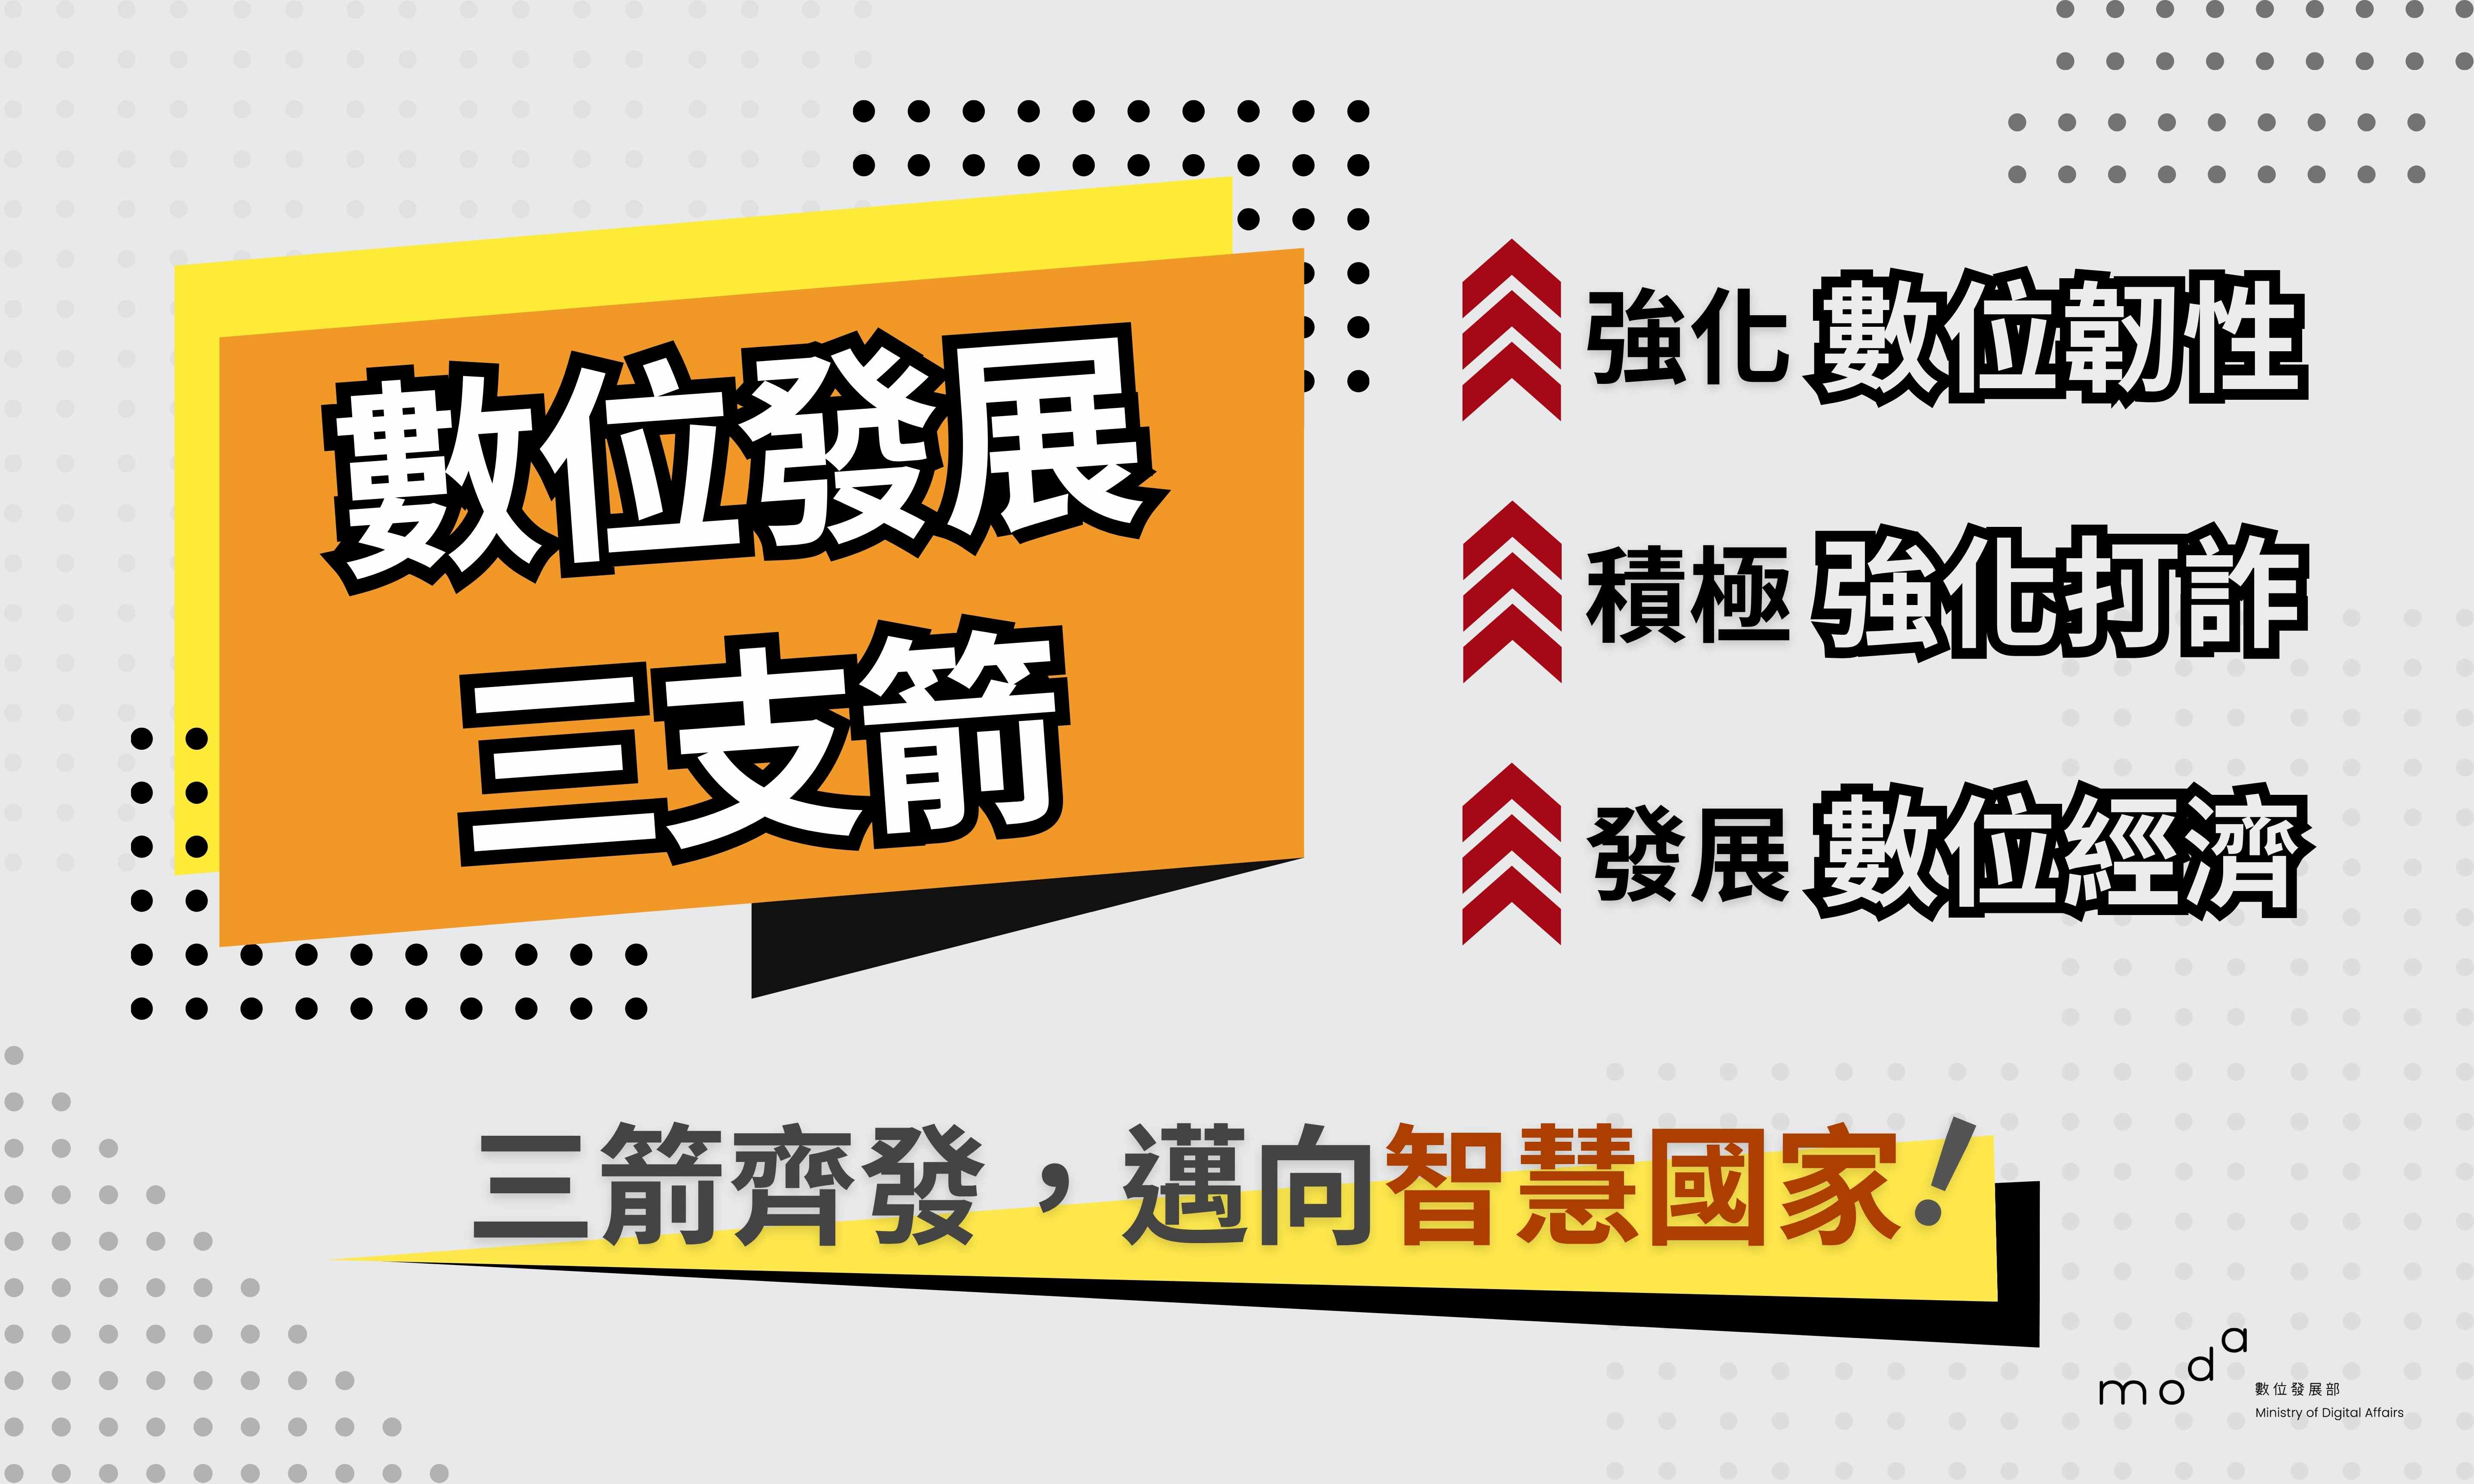 數位發展
三支箭
強化 數位韌性
積極 強化打詐
發展 數位經濟
三箭齊發，邁向智慧國家！
moda
數位發展部
Ministry of Digital Affairs